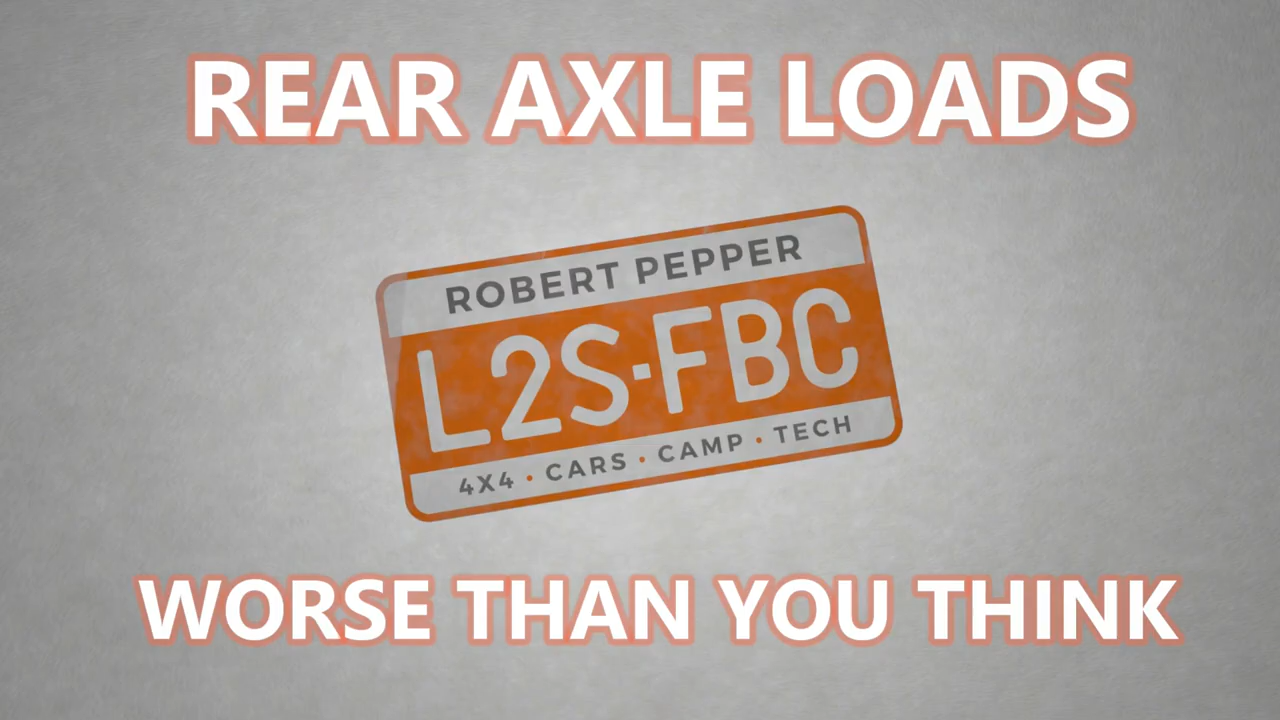 REAR AXLE LOADS
ROBERT PEPPER
L2S·FBC
4X4 · CARS · CAMP · TECH
WORSE THAN YOU THINK